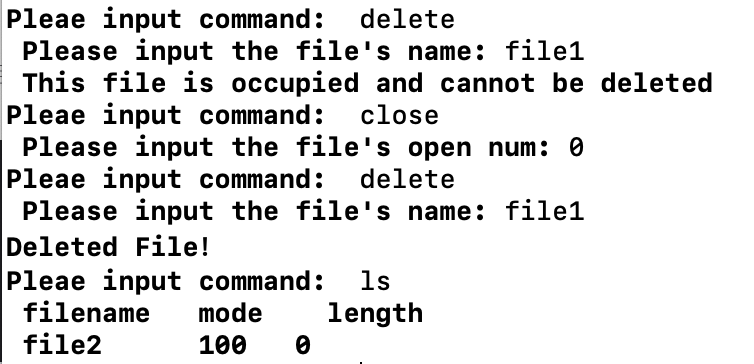 Pleae input command:  delete
 Please input the file's name: file1
 This file is occupied and cannot be deleted
Pleae input command:  close
 Please input the file's open num: 0
Pleae input command:  delete
 Please input the file's name: file1
Deleted File!
Pleae input command:  ls
 filename   mode    length
 file2      100   0